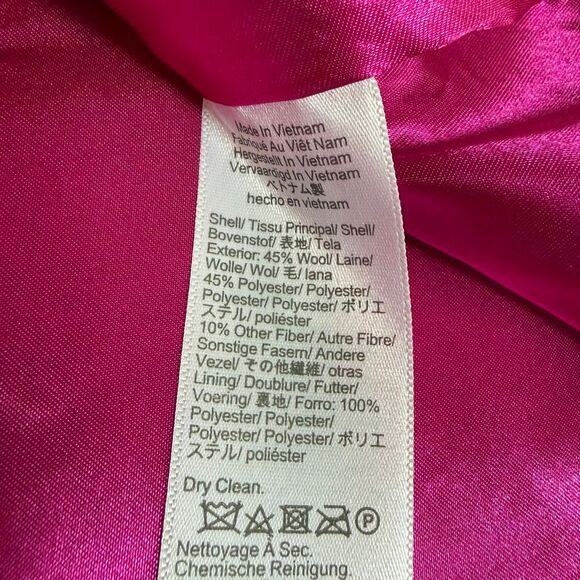 Made In Vietnam
Fabriqué Au Viêt Nam
Hergestellt In Vietnam
Vervaardigd In Vietnam
ベトナム製
hecho en vietnam
Shell/ Tissu Principal/ Shell/
Bovenstof/ 表地/ Tela
Exterior: 45% Wool/ Laine/
Wolle/ Wol/ 毛/ lana
45% Polyester/ Polyester/
Polyester/ Polyester/ ポリエ
ステル/ poliéster
10% Other Fiber/ Autre Fibre/
Sonstige Fasern/ Andere
Vezel/ その他繊維/ otras
Lining/ Doublure/ Futter/
Voering/ 裏地/ Forro: 100%
Polyester/ Polyester/
Polyester/ Polyester/ ポリエ
ステル/ poliéster
Dry Clean.
P
Nettoyage À Sec.
Chemische Reinigung.